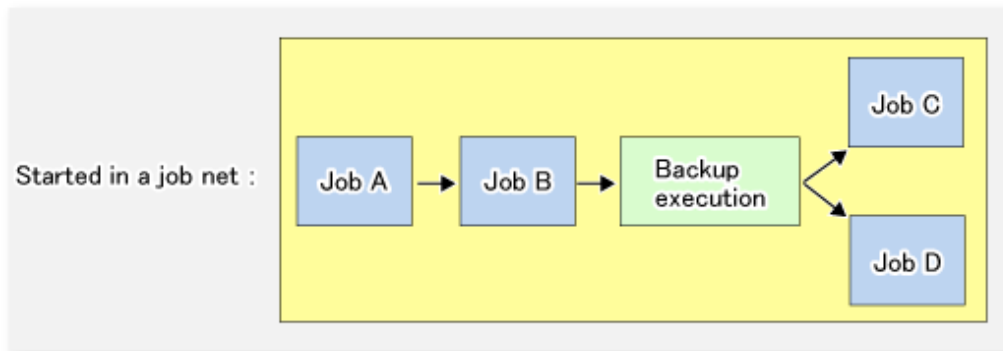 Started in a job net :
Job A
Job B
Backup
execution
Job C
Job D